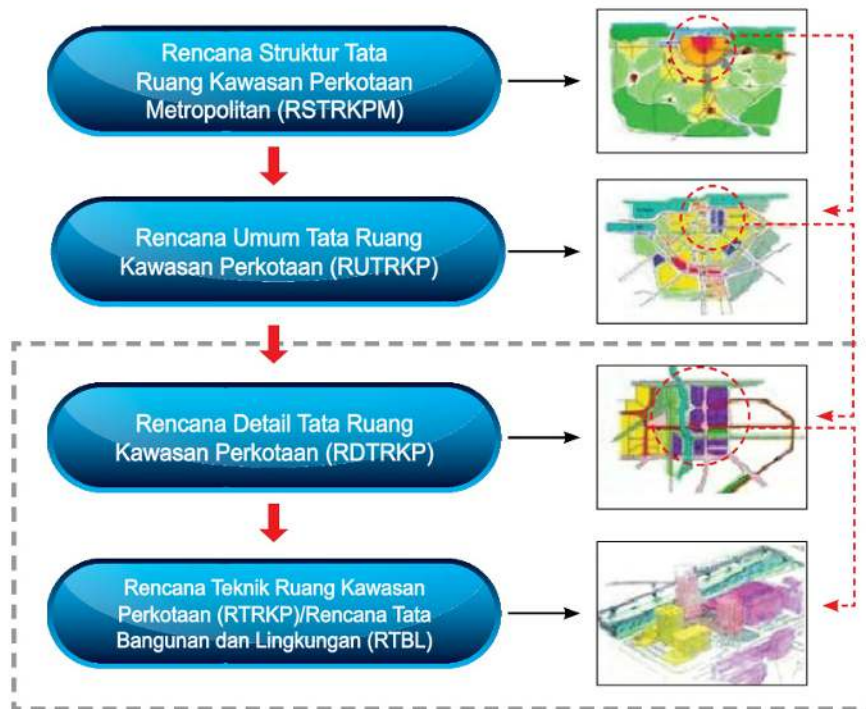 Rencana Struktur Tata
Ruang Kawasan Perkotaan
Metropolitan (RSTRKPM)
Rencana Umum Tata Ruang
Kawasan Perkotaan (RUTRKP)
Rencana Detail Tata Ruang
Kawasan Perkotaan (RDTRKP)
Rencana Teknik Ruang Kawasan
Perkotaan (RTRKP)/Rencana Tata
Bangunan dan Lingkungan (RTBL)